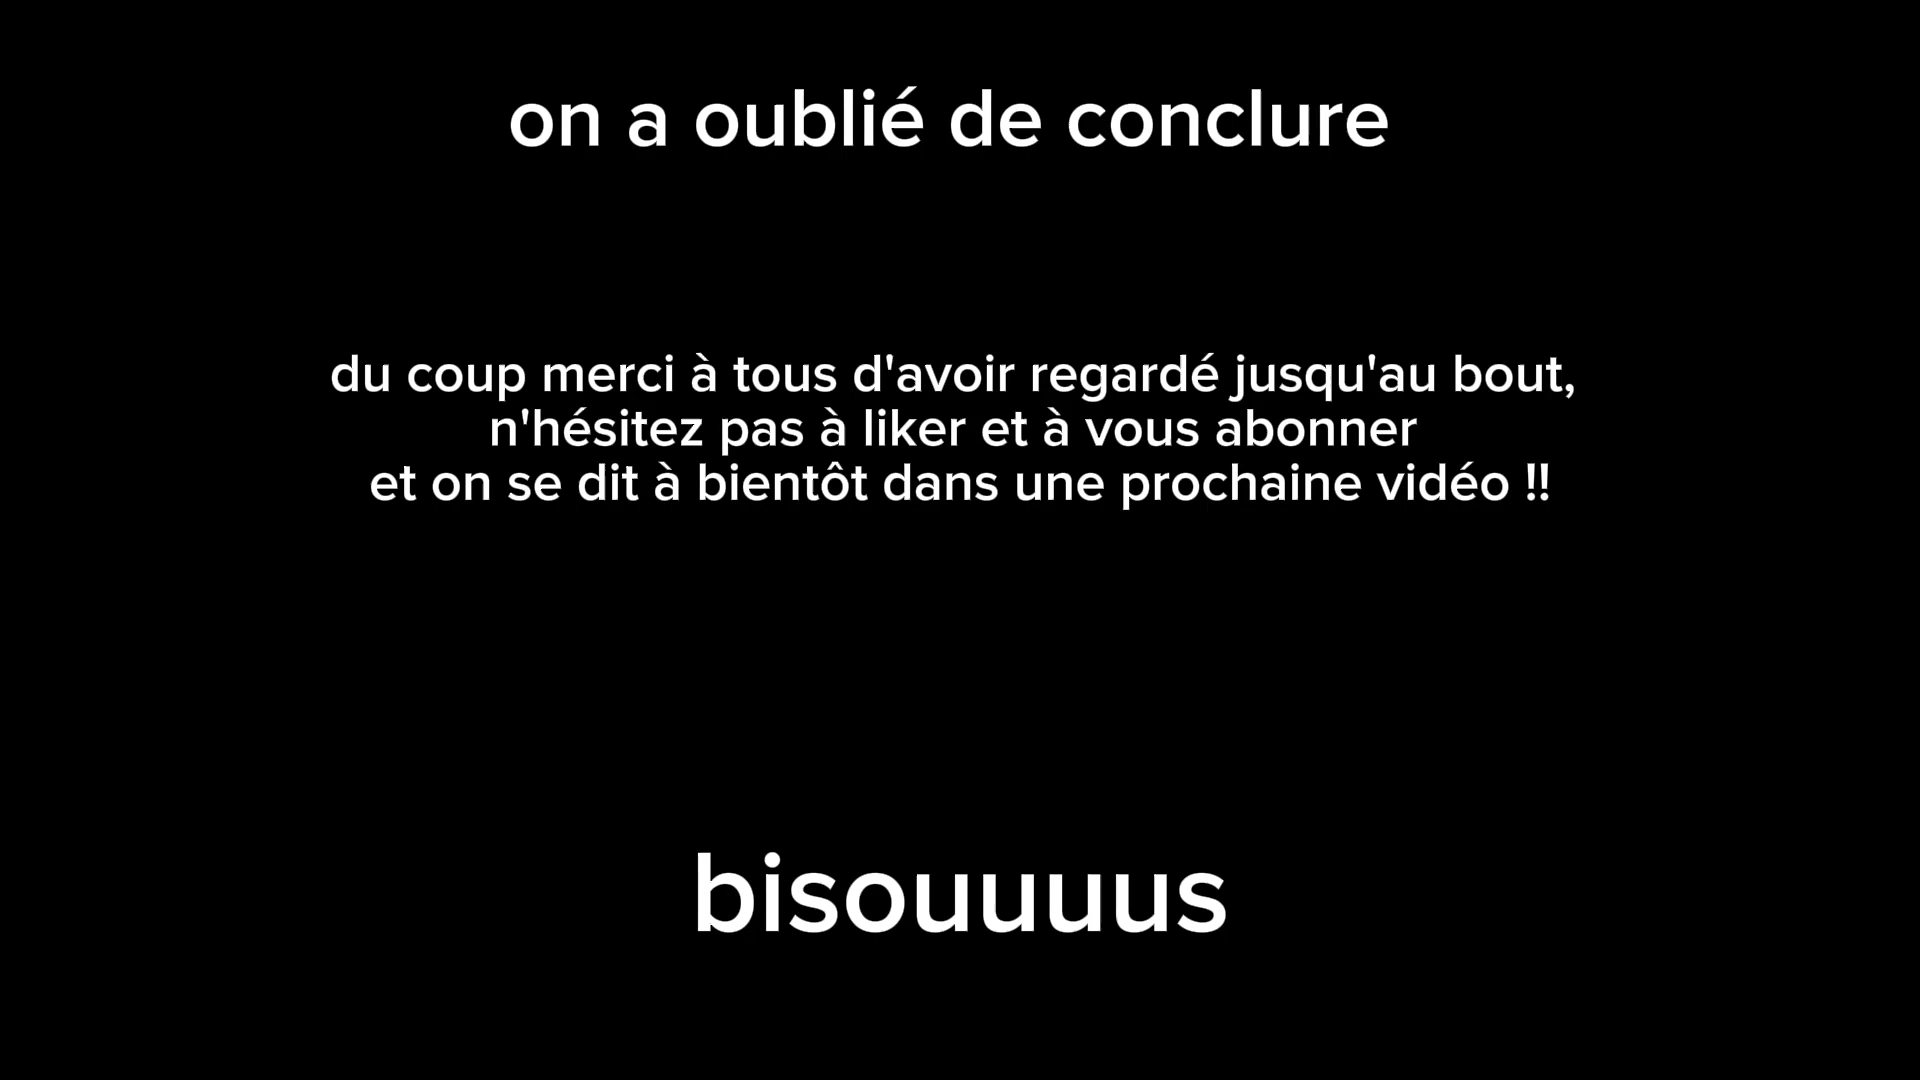 on a oublié de conclure
du coup merci à tous d'avoir regardé jusqu'au bout,
n'hésitez pas à liker et à vous abonner
et on se dit à bientôt dans une prochaine vidéo !!
bisouuuus